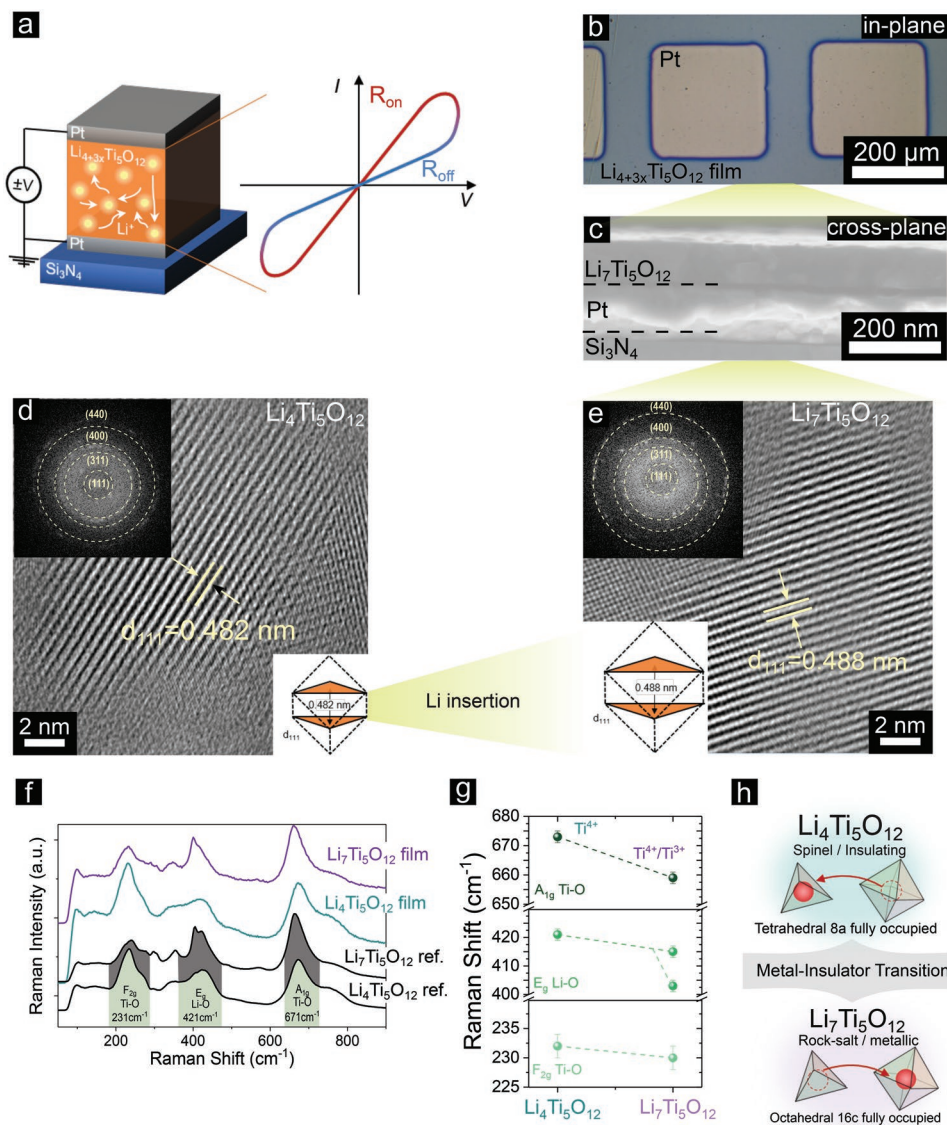 a
Pt
Li4+3xTi5O12
±V
Li+
Pt
Si3N4
I
Ron
Roff
V
b
in-plane
Pt
Li4+3xTi5O12 film
200 µm
c
cross-plane
Li7Ti5O12
Pt
Si3N4
200 nm
d
Li4Ti5O12
(440)
(400)
(311)
(111)
d111=0.482 nm
2 nm
0.482 nm
d111
Li insertion
e
Li7Ti5O12
(440)
(400)
(311)
(111)
d111=0.488 nm
2 nm
0.488 nm
d111
f
Raman Intensity (a.u.)
Li7Ti5O12 film
Li4Ti5O12 film
Li7Ti5O12 ref.
Li4Ti5O12 ref.
F2g
Ti-O
231cm-1
Eg
Li-O
421cm-1
A1g
Ti-O
671cm-1
200 400 600 800
Raman Shift (cm-1)
g
Raman Shift (cm-1)
680
670
660
650
420
410
400
230
225
Ti4+
Ti4+/Ti3+
A1g Ti-O
Eg Li-O
F2g Ti-O
Li4Ti5O12
Li7Ti5O12
h
Li4Ti5O12
Spinel / Insulating
Tetrahedral 8a fully occupied
Metal-Insulator Transition
Li7Ti5O12
Rock-salt / metallic
Octahedral 16c fully occupied